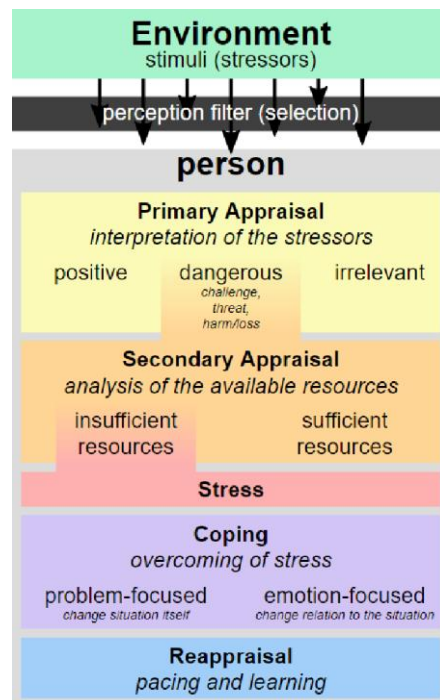 Environment
stimuli (stressors)
perception filter (selection)
person
Primary Appraisal
interpretation of the stressors
positive dangerous irrelevant
challenge,
threat,
harm/loss
Secondary Appraisal
analysis of the available resources
insufficient sufficient
resources resources
Stress
Coping
overcoming of stress
problem-focused emotion-focused
change situation itself change relation to the situation
Reappraisal
pacing and learning